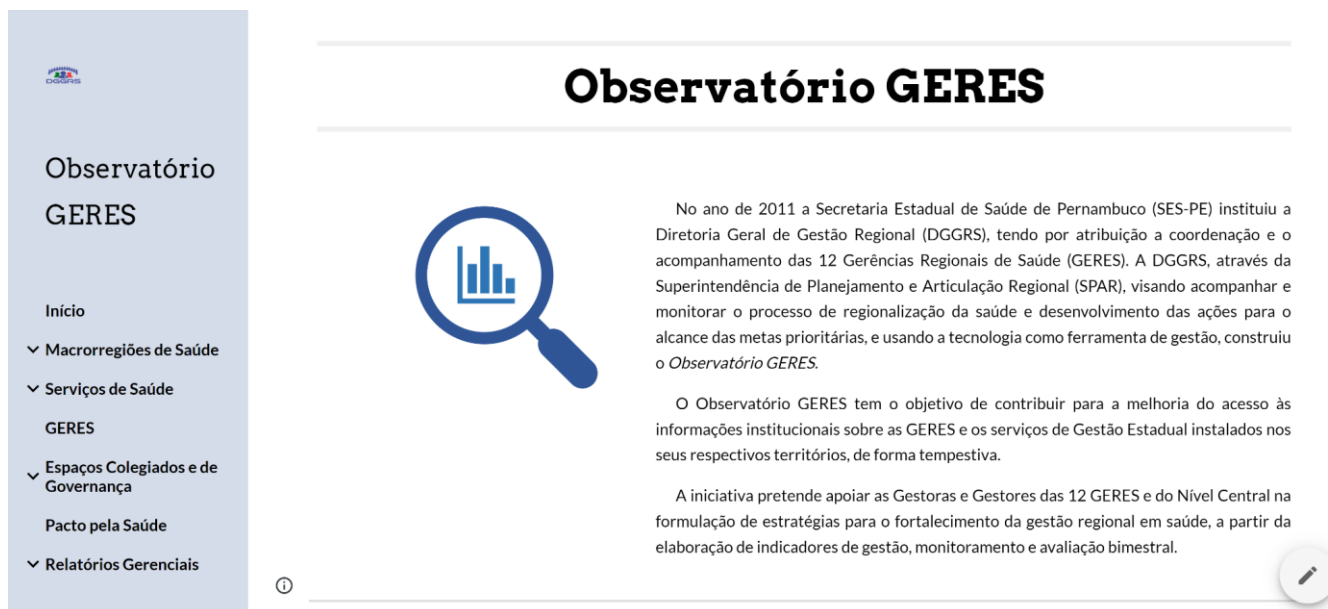 DGGRS
Observatório
GERES
Início
Macrorregiões de Saúde
Serviços de Saúde
GERES
Espaços Colegiados e de
Governança
Pacto pela Saúde
Relatórios Gerenciais
Observatório GERES
No ano de 2011 a Secretaria Estadual de Saúde de Pernambuco (SES-PE) instituiu a
Diretoria Geral de Gestão Regional (DGGRS), tendo por atribuição a coordenação e o
acompanhamento das 12 Gerências Regionais de Saúde (GERES). A DGGRS, através da
Superintendência de Planejamento e Articulação Regional (SPAR), visando acompanhar e
monitorar o processo de regionalização da saúde e desenvolvimento das ações para o
alcance das metas prioritárias, e usando a tecnologia como ferramenta de gestão, construiu
o Observatório GERES.
O Observatório GERES tem o objetivo de contribuir para a melhoria do acesso às
informações institucionais sobre as GERES e os serviços de Gestão Estadual instalados nos
seus respectivos territórios, de forma tempestiva.
A iniciativa pretende apoiar as Gestoras e Gestores das 12 GERES e do Nível Central na
formulação de estratégias para o fortalecimento da gestão regional em saúde, a partir da
elaboração de indicadores de gestão, monitoramento e avaliação bimestral.